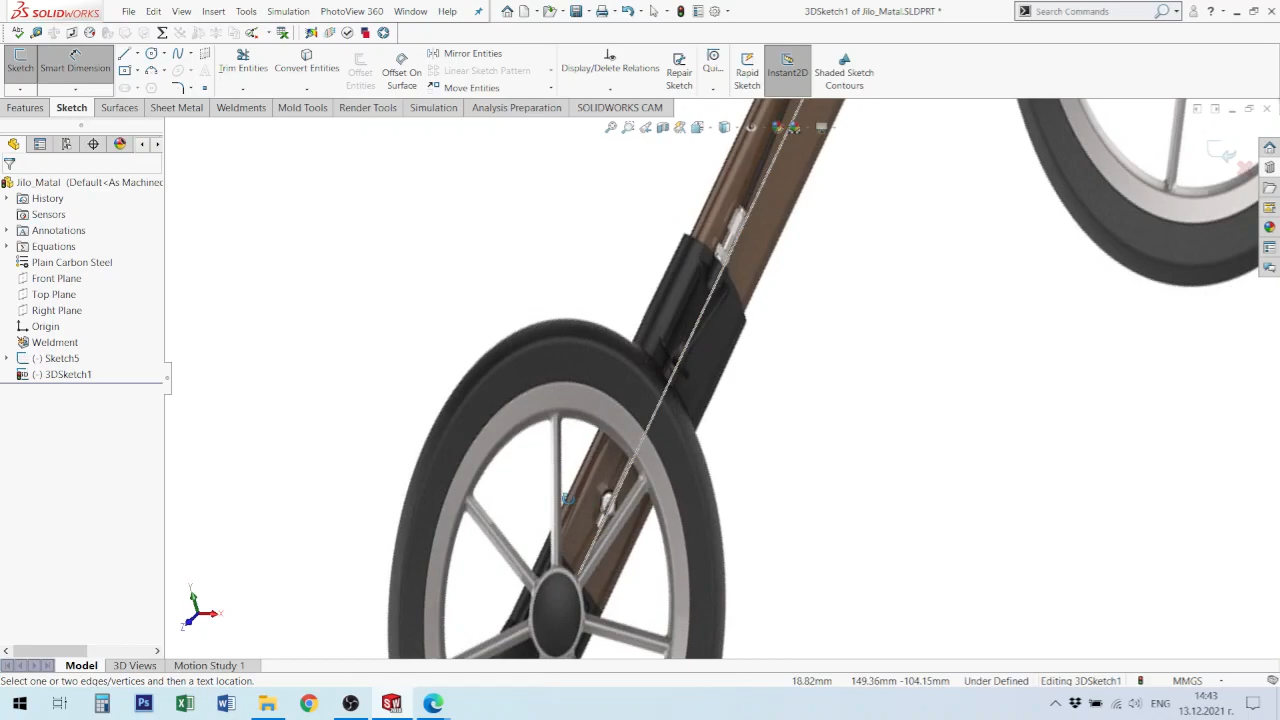 SOLIDWORKS File Edit View Insert Tools Simulation PhotoView 360 Window Help 3DSketch1 of Jilo_Matal.SLDPRT * Search Commands
Sketch Smart Dimension Trim Entities Convert Entities Offset Entities Offset On Surface Mirror Entities Linear Sketch Pattern Move Entities Display/Delete Relations Repair Sketch Qui... Rapid Sketch Instant2D Shaded Sketch Contours
Features Sketch Surfaces Sheet Metal Weldments Mold Tools Render Tools Simulation Analysis Preparation SOLIDWORKS CAM
Jilo_Matal (Default<As Machined
History
Sensors
Annotations
Equations
Plain Carbon Steel
Front Plane
Top Plane
Right Plane
Origin
Weldment
(-) Sketch5
(-) 3DSketch1
Y
X
Z
Model 3D Views Motion Study 1
Select one or two edges/vertices and then a text location. 18.82mm 149.36mm -104.15mm Under Defined Editing 3DSketch1 MMGS
ENG 14:43
13.12.2021 г.